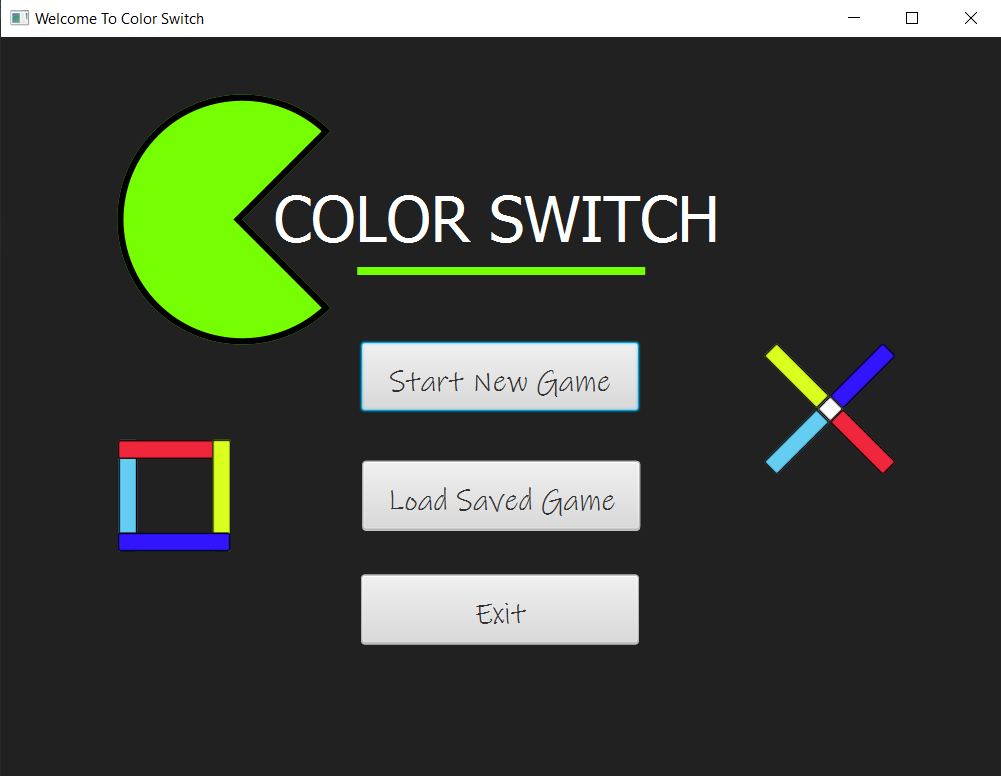 Welcome To Color Switch
COLOR SWITCH
Start New Game
Load Saved Game
Exit